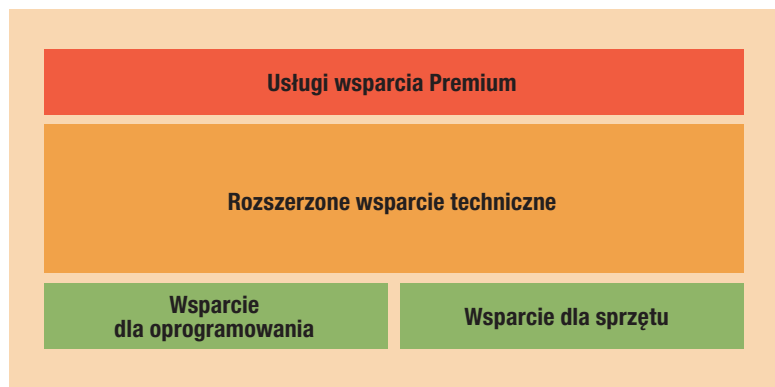 Usługi wsparcia Premium
Rozszerzone wsparcie techniczne
Wsparcie
dla oprogramowania
Wsparcie dla sprzętu